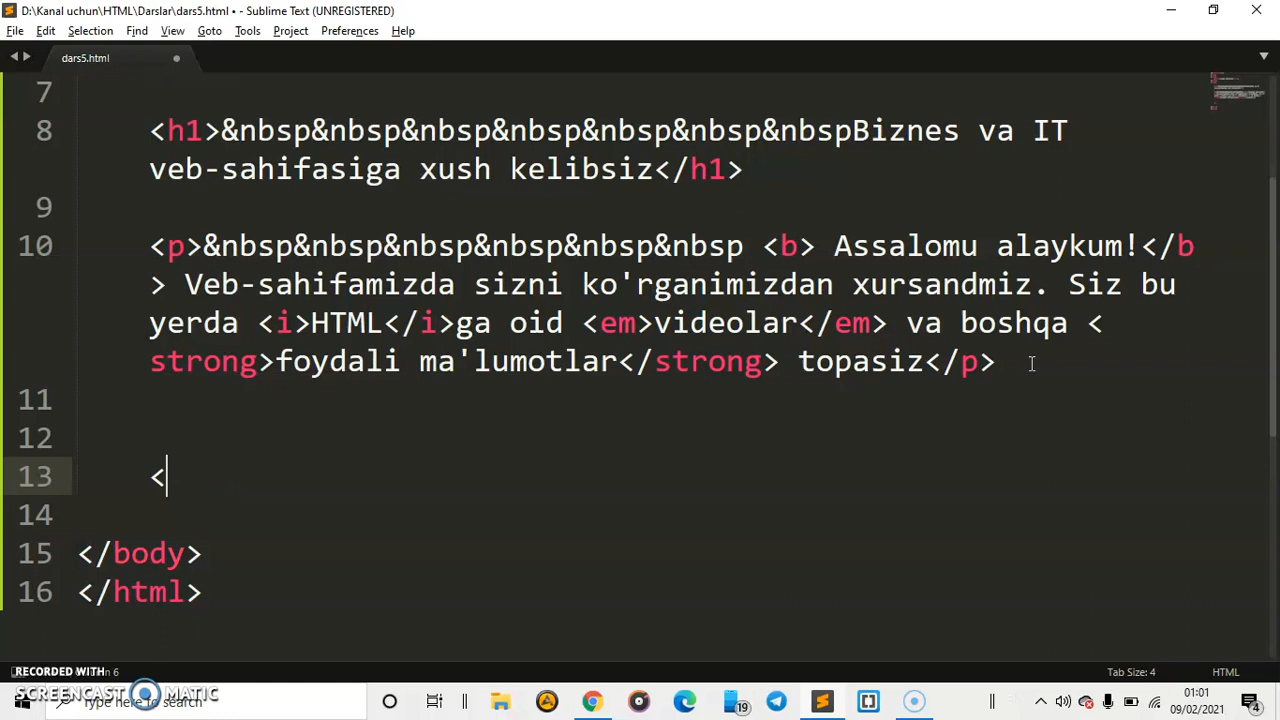 D:\Kanal uchun\HTML\Darslar\dars5.html • - Sublime Text (UNREGISTERED)
File Edit Selection Find View Goto Tools Project Preferences Help
dars5.html
7
8 <h1>&nbsp&nbsp&nbsp&nbsp&nbsp&nbsp&nbspBiznes va IT
veb-sahifasiga xush kelibsiz</h1>
9
10 <p>&nbsp&nbsp&nbsp&nbsp&nbsp&nbsp <b> Assalomu alaykum!</b
> Veb-sahifamizda sizni ko'rganimizdan xursandmiz. Siz bu
yerda <i>HTML</i>ga oid <em>videolar</em> va boshqa <
strong>foydali ma'lumotlar</strong> topasiz</p>
11
12
13 <
14
15 </body>
16 </html>
RECORDED WITH 6 Tab Size: 4 HTML
SCREENCAST MATIC
Type here to search 19 01:01
09/02/2021 4